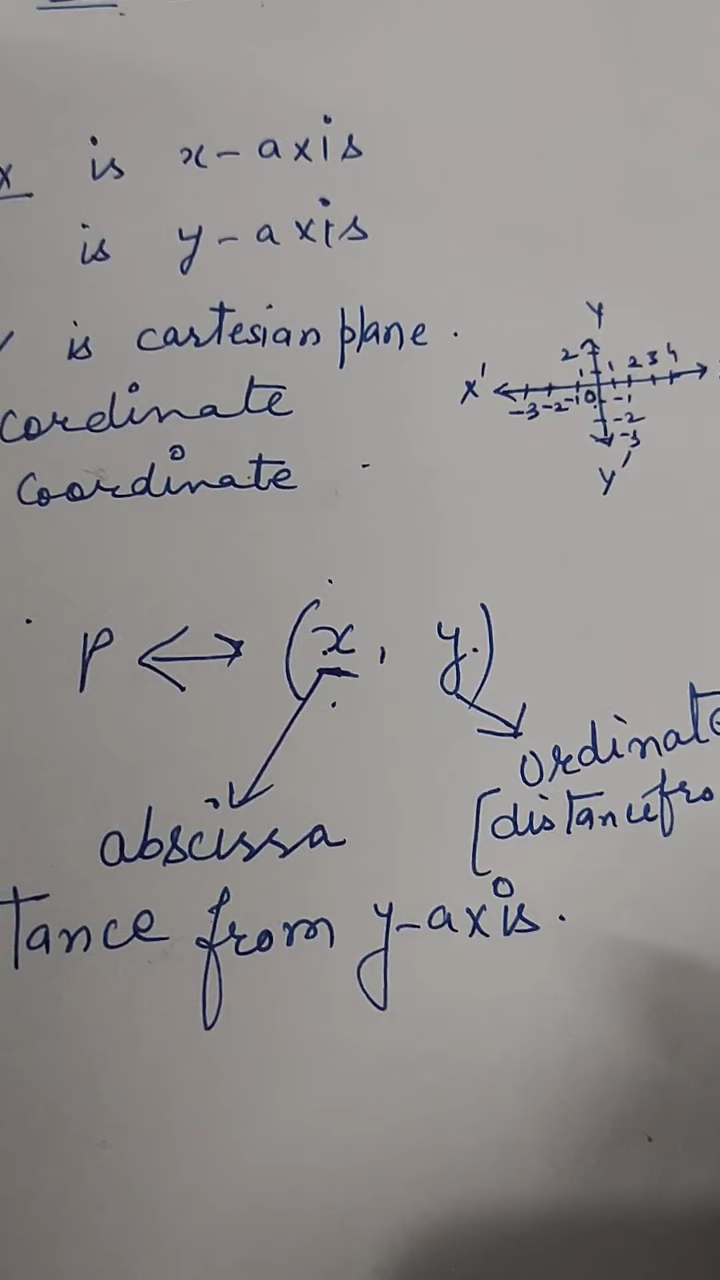 x is x-axis
is y-axis
is cartesian plane.
cordinate
coordinate
Y
2 1 1 2 3 4
X'
-3 -2 -1 0 -1
-2
-3
Y'
P ↔ (x, y)
ordinate
abscissa [distance fro
tance from y-axis.